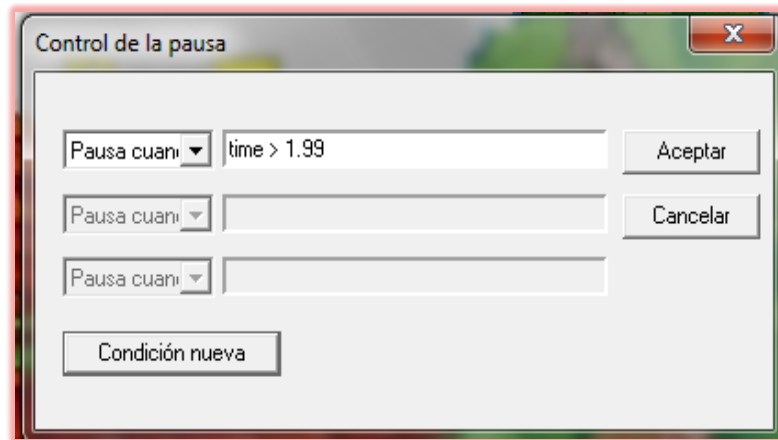 Control de la pausa
Pausa cuan time > 1.99 Aceptar
Pausa cuan Cancelar
Pausa cuan
Condición nueva